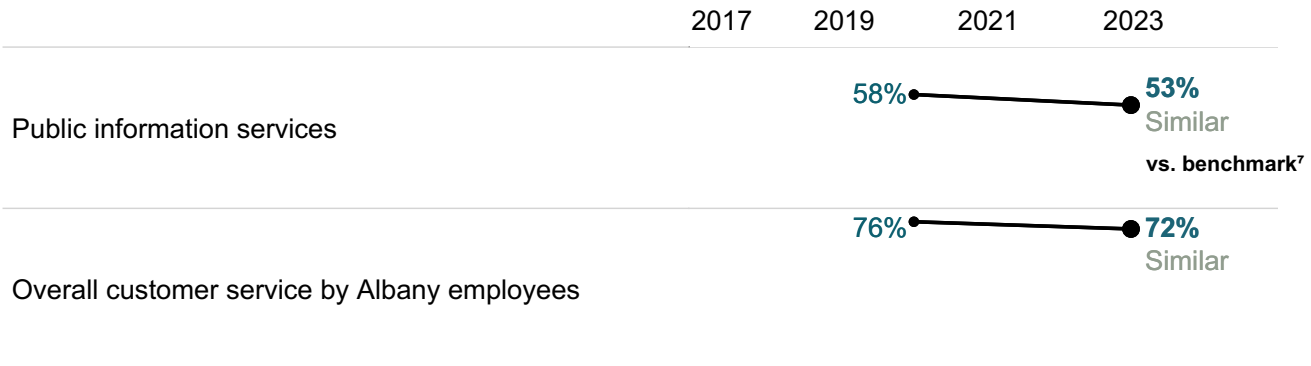 2017 2019 2021 2023
58% 53%
Similar
Public information services
vs. benchmark⁷
76% 72%
Similar
Overall customer service by Albany employees